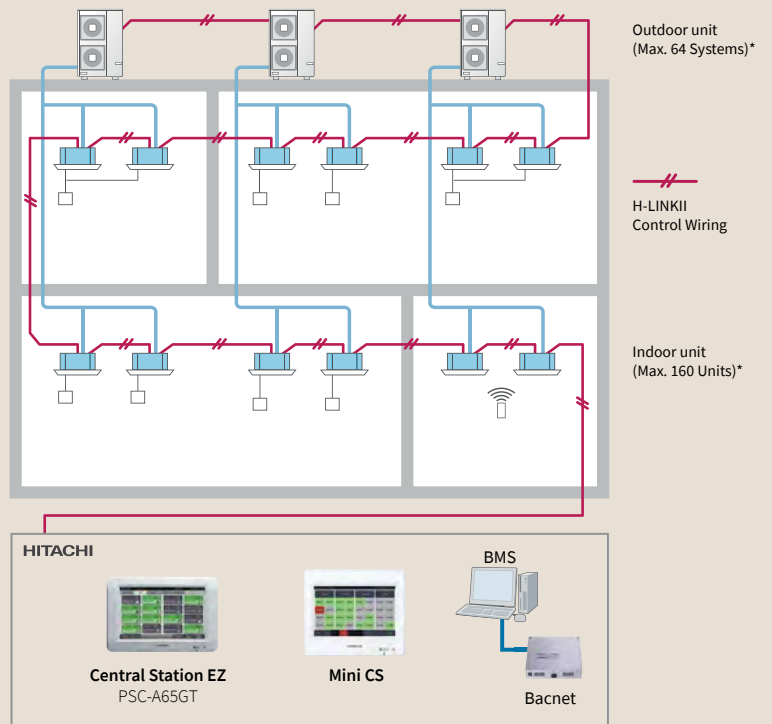 Outdoor unit
(Max. 64 Systems)*
H-LINKII
Control Wiring
Indoor unit
(Max. 160 Units)*
HITACHI
BMS
Central Station EZ
PSC-A65GT
Mini CS
Bacnet